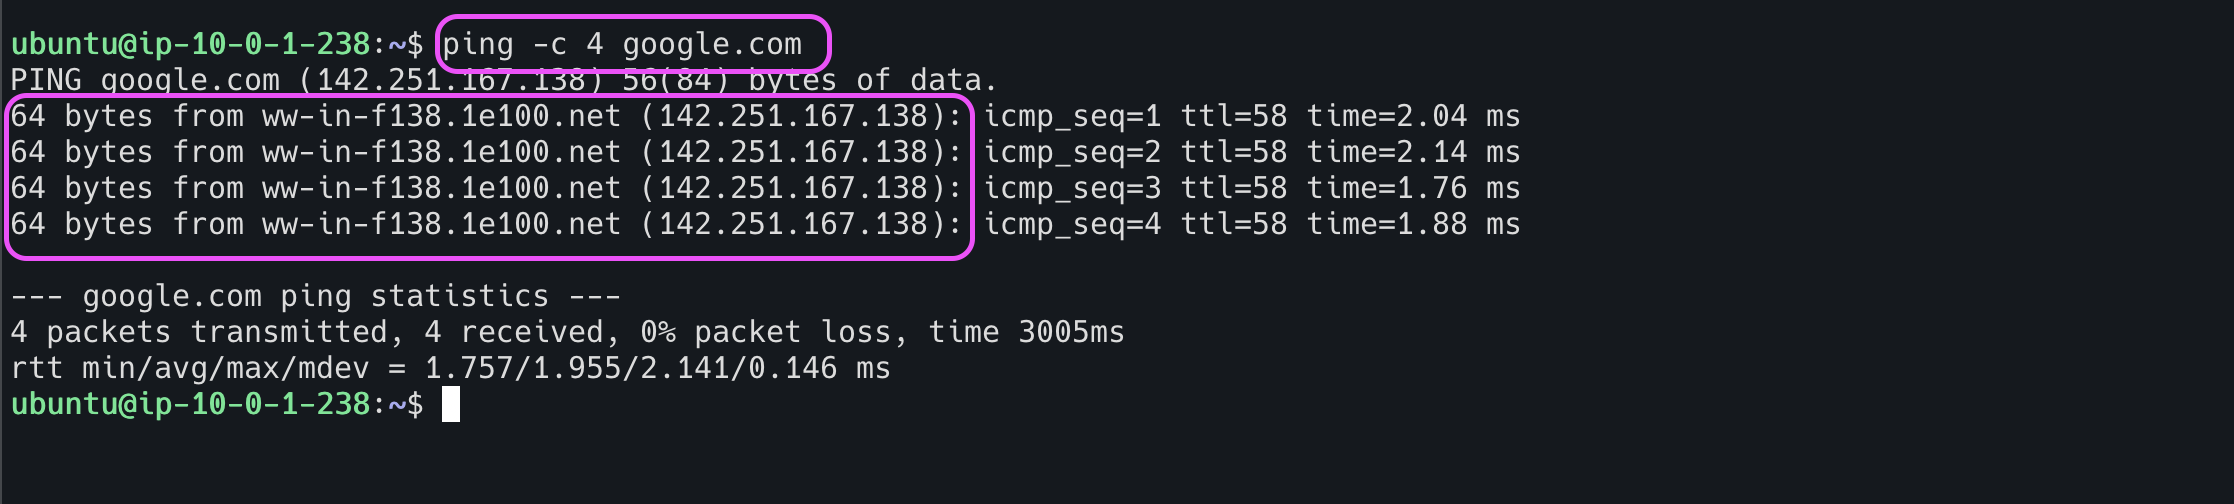 ubuntu@ip-10-0-1-238:~$ ping -c 4 google.com
PING google.com (142.251.167.138) 56(84) bytes of data.
64 bytes from ww-in-f138.1e100.net (142.251.167.138): icmp_seq=1 ttl=58 time=2.04 ms
64 bytes from ww-in-f138.1e100.net (142.251.167.138): icmp_seq=2 ttl=58 time=2.14 ms
64 bytes from ww-in-f138.1e100.net (142.251.167.138): icmp_seq=3 ttl=58 time=1.76 ms
64 bytes from ww-in-f138.1e100.net (142.251.167.138): icmp_seq=4 ttl=58 time=1.88 ms
--- google.com ping statistics ---
4 packets transmitted, 4 received, 0% packet loss, time 3005ms
rtt min/avg/max/mdev = 1.757/1.955/2.141/0.146 ms
ubuntu@ip-10-0-1-238:~$